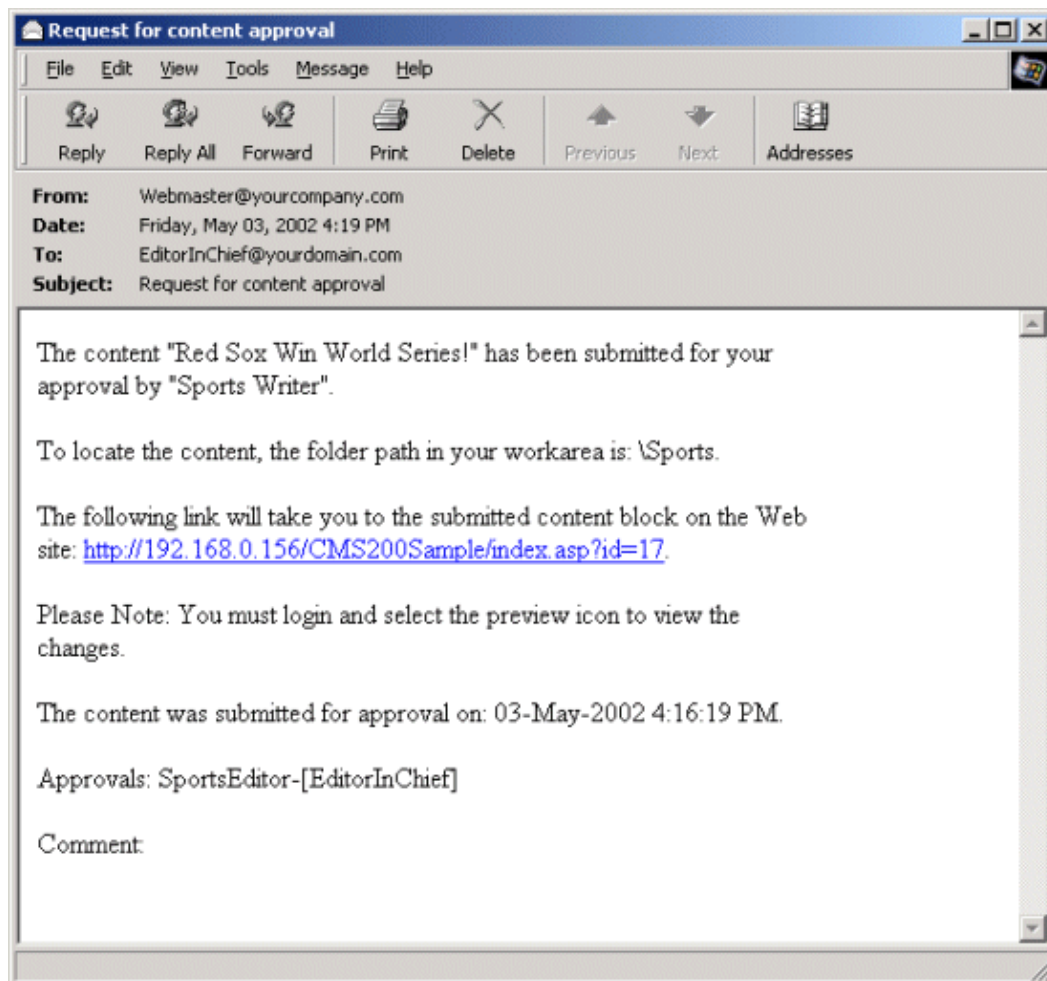 Request for content approval
File Edit View Tools Message Help
Reply Reply All Forward Print Delete Previous Next Addresses
From: Webmaster@yourcompany.com
Date: Friday, May 03, 2002 4:19 PM
To: EditorInChief@yourdomain.com
Subject: Request for content approval
The content "Red Sox Win World Series!" has been submitted for your
approval by "Sports Writer".
To locate the content, the folder path in your workarea is: \Sports.
The following link will take you to the submitted content block on the Web
site: http://192.168.0.156/CMS200Sample/index.asp?id=17.
Please Note: You must login and select the preview icon to view the
changes.
The content was submitted for approval on: 03-May-2002 4:16:19 PM.
Approvals: SportsEditor-[EditorInChief]
Comment: